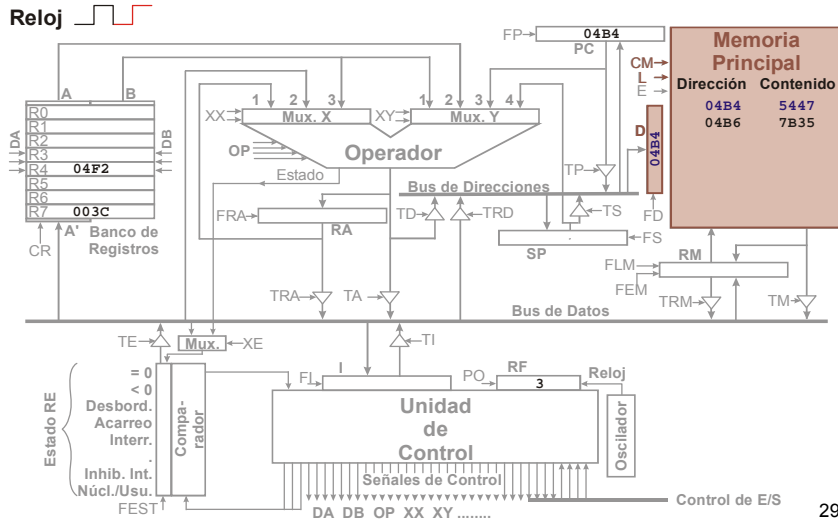 Reloj
FP
04B4
PC
Memoria
Principal
CM
L
E
Dirección Contenido
04B4 5447
04B6 7B35
D
04B4
FD
A B
R0
R1
R2
R3
R4 04F2
R5
R6
R7 003C
DA
DB
A'
Banco de
Registros
CR
1 2 3
XX
Mux. X
1 2 3 4
XY
Mux. Y
OP
Operador
Estado
TP
Bus de Direcciones
FRA
RA
TD
TRD
TS
SP
.
FS
FLM
FEM
RM
TRA
TA
TRM
TM
Bus de Datos
TE
Mux.
XE
TI
Estado RE
= 0
< 0
Desbord.
Acarreo
Interr.
.
Inhib. Int.
Núcl./Usu.
FEST
Compa-
rador
FI
I
PO
RF
3
Reloj
Oscilador
Unidad
de
Control
Señales de Control
DA DB OP XX XY ........
Control de E/S
29